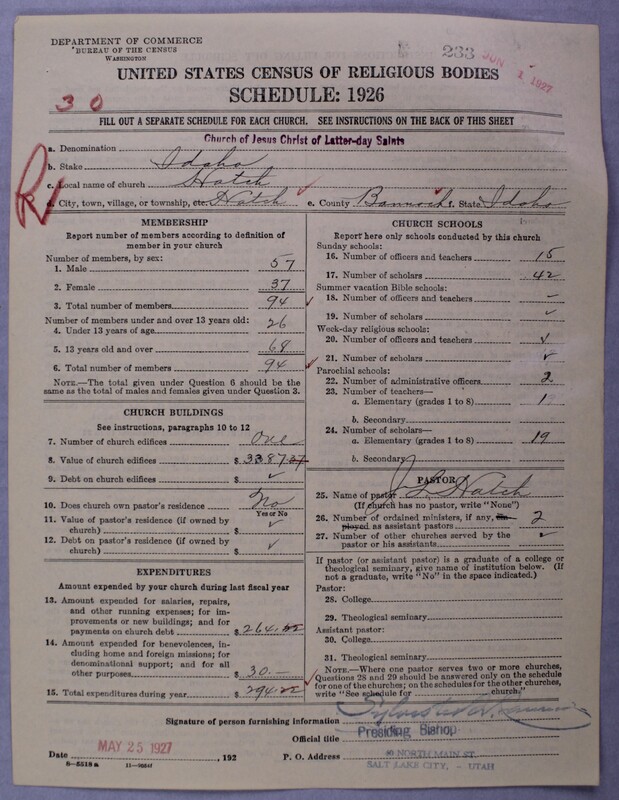 DEPARTMENT OF COMMERCE
BUREAU OF THE CENSUS
WASHINGTON
233
JUN 1 1927
UNITED STATES CENSUS OF RELIGIOUS BODIES
SCHEDULE: 1926
30
FILL OUT A SEPARATE SCHEDULE FOR EACH CHURCH. SEE INSTRUCTIONS ON THE BACK OF THIS SHEET
Church of Jesus Christ of Latter-day Saints
a. Denomination
b. Stake Idaho
c. Local name of church Hatch
R
d. City, town, village, or township, etc. Hatch e. County Bannock f. State Idaho
MEMBERSHIP
Report number of members according to definition of member in your church
Number of members, by sex:
1. Male 57
2. Female 37
3. Total number of members 94
Number of members under and over 13 years old:
4. Under 13 years of age 26
5. 13 years old and over 68
6. Total number of members 94
NOTE.—The total given under Question 6 should be the same as the total of males and females given under Question 3.
CHURCH BUILDINGS
See instructions, paragraphs 10 to 12
7. Number of church edifices One
8. Value of church edifices $ 3387
9. Debt on church edifices $ ✓
10. Does church own pastor's residence No
Yes or No
11. Value of pastor's residence (if owned by church) $ ✓
12. Debt on pastor's residence (if owned by church) $ ✓
EXPENDITURES
Amount expended by your church during last fiscal year
13. Amount expended for salaries, repairs, and other running expenses; for improvements or new buildings; and for payments on church debt $ 264.
14. Amount expended for benevolences, including home and foreign missions; for denominational support; and for all other purposes $ 30.—
15. Total expenditures during year $ 294.
CHURCH SCHOOLS
Report here only schools conducted by this church
Sunday schools:
16. Number of officers and teachers 15
17. Number of scholars 42
Summer vacation Bible schools:
18. Number of officers and teachers –
19. Number of scholars ✓
Week-day religious schools:
20. Number of officers and teachers ✓
21. Number of scholars ✓
Parochial schools:
22. Number of administrative officers 2
23. Number of teachers—
a. Elementary (grades 1 to 8) 1
b. Secondary
24. Number of scholars—
a. Elementary (grades 1 to 8) 19
b. Secondary
PASTOR
25. Name of pastor J L Hatch
(If church has no pastor, write "None")
26. Number of ordained ministers, if any, employed as assistant pastors 2
27. Number of other churches served by the pastor or his assistants ✓
If pastor (or assistant pastor) is a graduate of a college or theological seminary, give name of institution below. (If not a graduate, write "No" in the space indicated.)
Pastor:
28. College
29. Theological seminary
Assistant pastor:
30. College
31. Theological seminary
NOTE.—Where one pastor serves two or more churches, Questions 28 and 29 should be answered only on the schedule for one of the churches; on the schedules for the other churches, write "See schedule for church."
Signature of person furnishing information
Official title Presiding Bishop
Date MAY 25 1927, 192 P. O. Address
NORTH MAIN ST.
SALT LAKE CITY, - UTAH